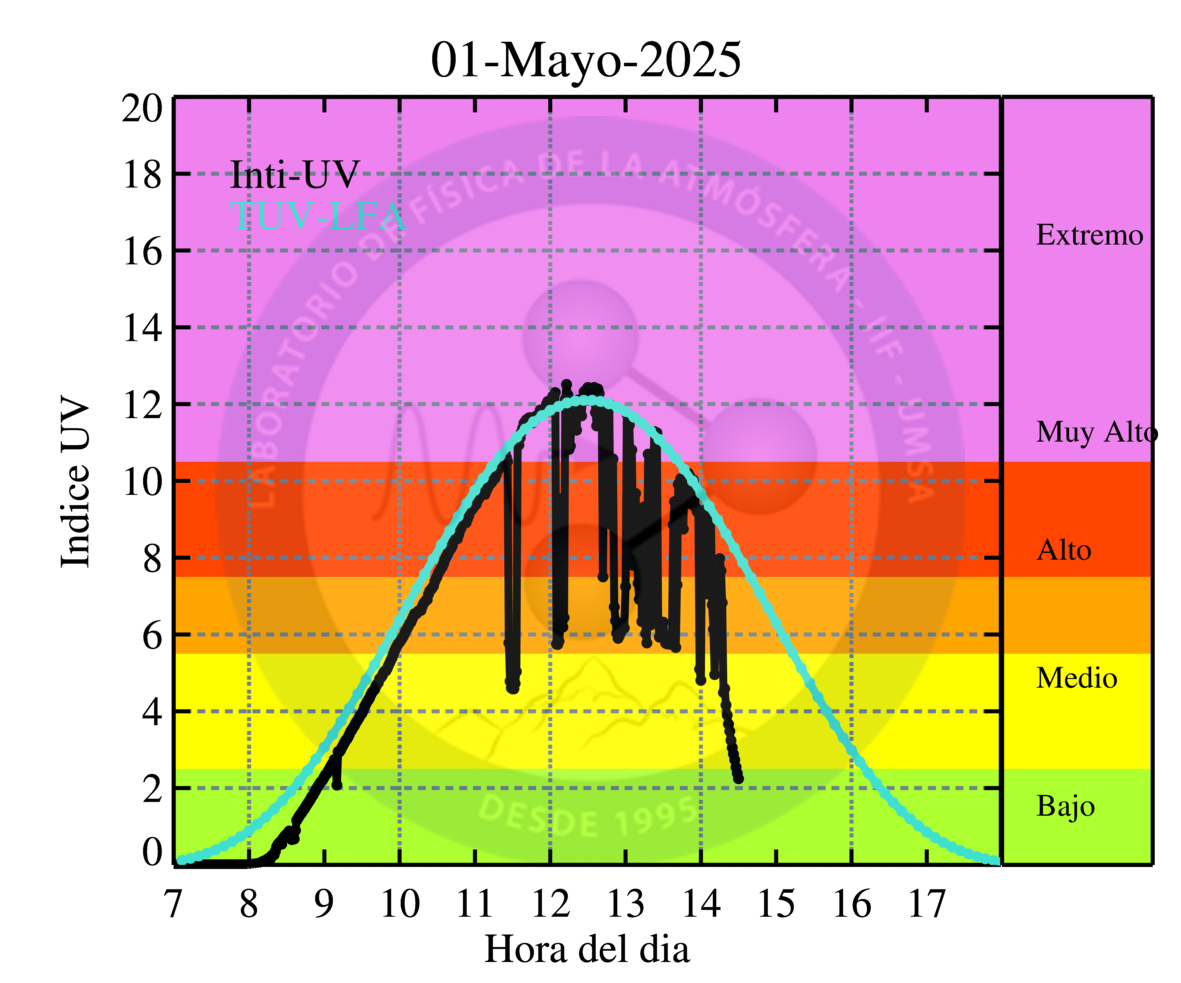 01-Mayo-2025
Indice UV
20
18
16
14
12
10
8
6
4
2
0
Inti-UV
TUV-LFA
LABORATORIO DE FÍSICA DE LA ATMÓSFERA - IIF - UMSA
DESDE 1995
Extremo
Muy Alto
Alto
Medio
Bajo
7 8 9 10 11 12 13 14 15 16 17
Hora del dia